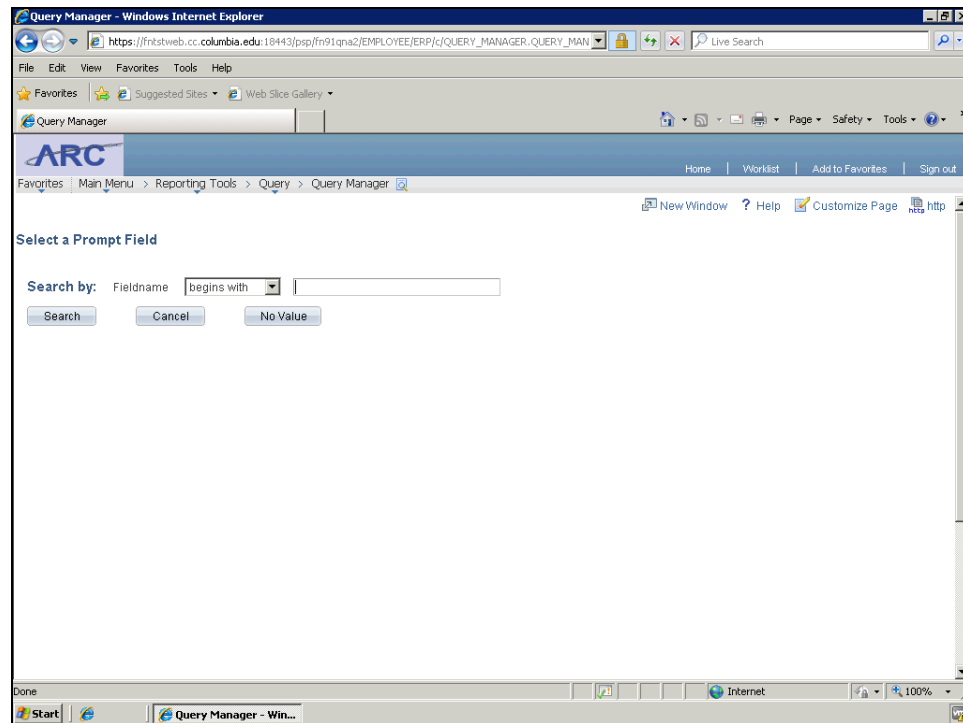 Query Manager - Windows Internet Explorer
https://fntstweb.cc.columbia.edu:18443/psp/fn91qna2/EMPLOYEE/ERP/c/QUERY_MANAGER.QUERY_MAN
Live Search
File Edit View Favorites Tools Help
Favorites Suggested Sites Web Slice Gallery
Query Manager Page Safety Tools
ARC
Home | Worklist | Add to Favorites | Sign out
Favorites Main Menu > Reporting Tools > Query > Query Manager
New Window ? Help Customize Page http
Select a Prompt Field
Search by: Fieldname begins with
Search Cancel No Value
Done Internet 100%
Start Query Manager - Win...